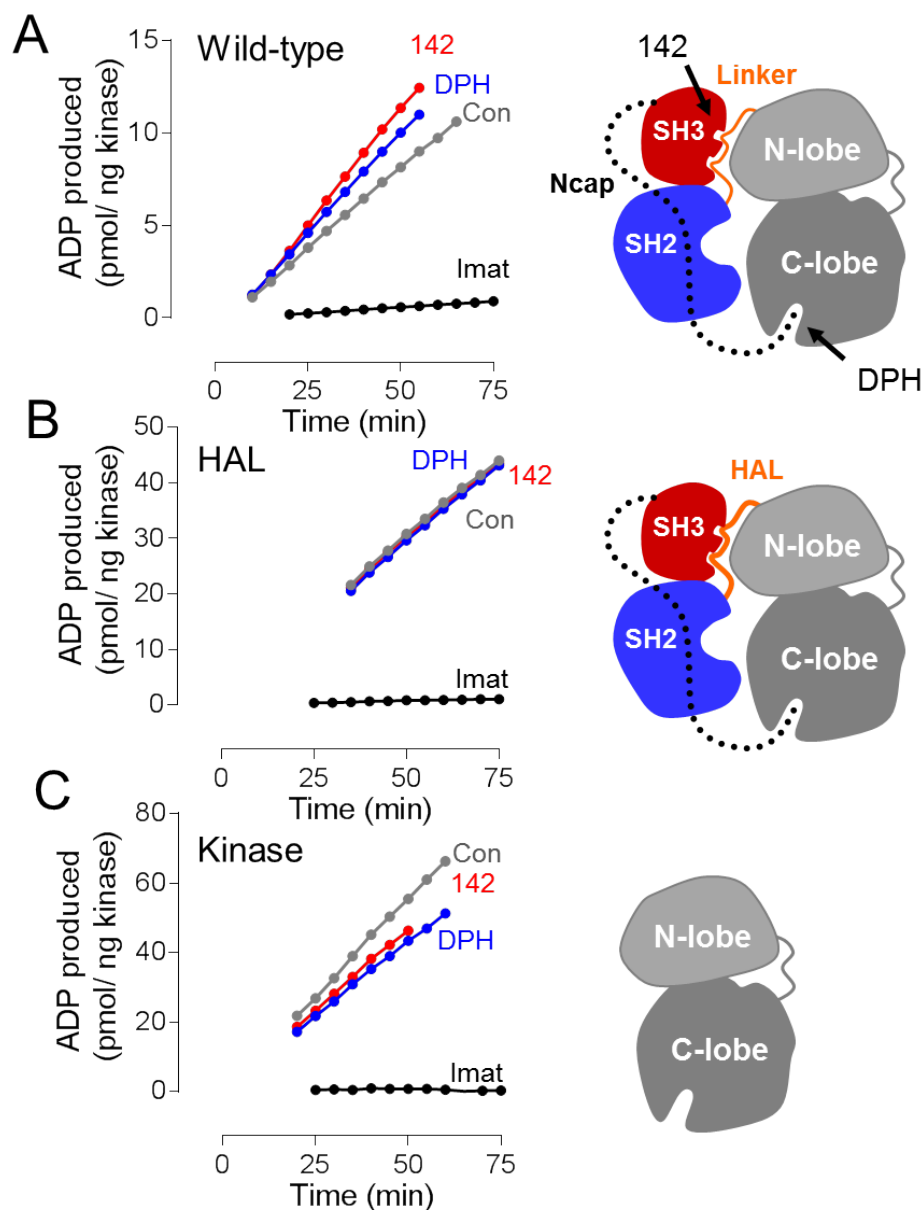 A
Wild-type
142
DPH
Con
Imat
ADP produced
(pmol/ ng kinase)
15
10
5
0
0 25 50 75
Time (min)
142
Linker
SH3
N-lobe
Ncap
SH2
C-lobe
DPH
B
HAL
DPH
142
Con
Imat
ADP produced
(pmol/ ng kinase)
50
40
30
20
10
0
0 25 50 75
Time (min)
HAL
SH3
N-lobe
SH2
C-lobe
C
Kinase
Con
142
DPH
Imat
ADP produced
(pmol/ ng kinase)
80
60
40
20
0
0 25 50 75
Time (min)
N-lobe
C-lobe